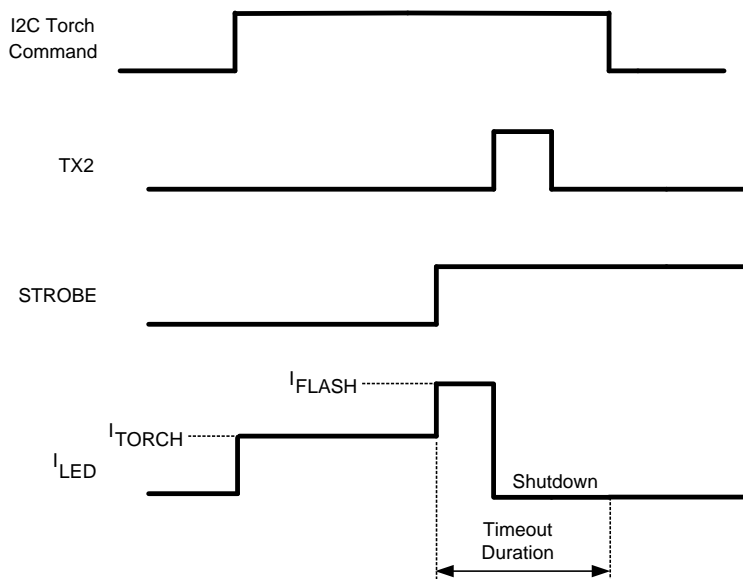 I2C Torch
Command
TX2
STROBE
IFLASH
ITORCH
ILED
Shutdown
Timeout
Duration